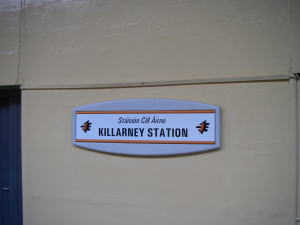 Stáisiún Cill Áirne
KILLARNEY STATION